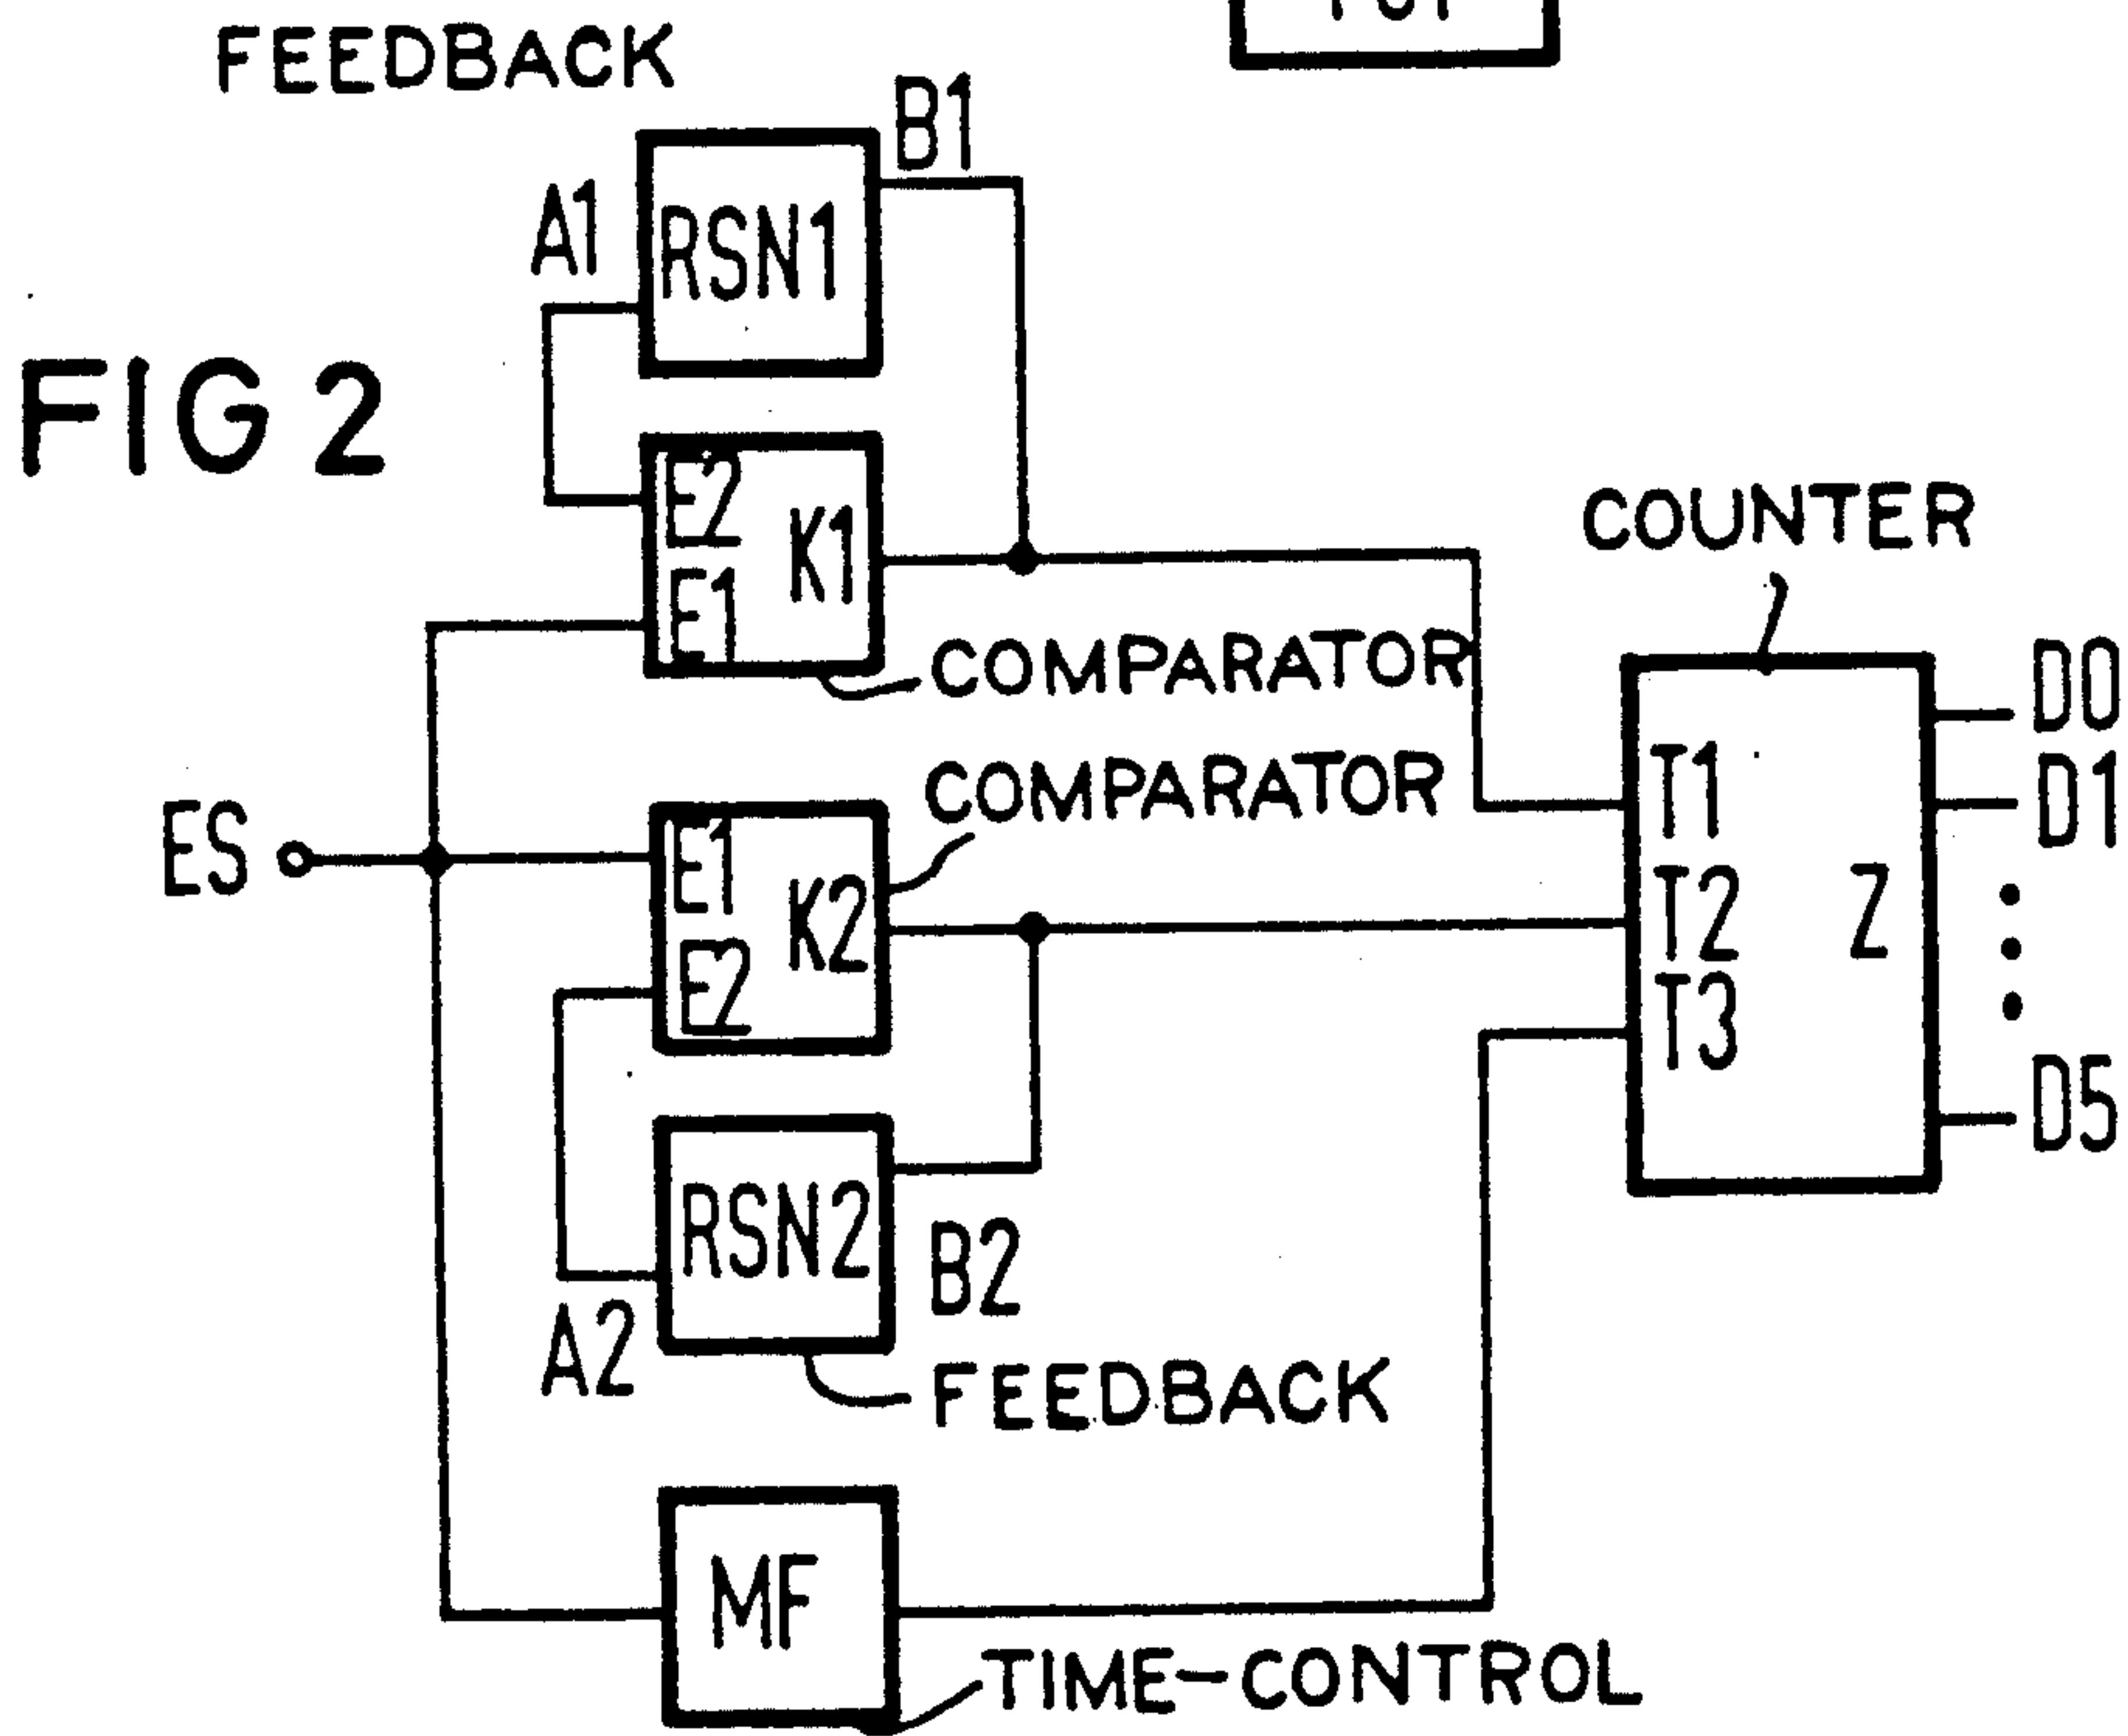 FEEDBACK
B1
A1
RSN1
FIG 2
E2
K1
E1
COUNTER
COMPARATOR
D0
COMPARATOR
T1
D1
ES
E1
K2
T2
Z
E2
T3
D5
RSN2
B2
A2
FEEDBACK
MF
TIME-CONTROL